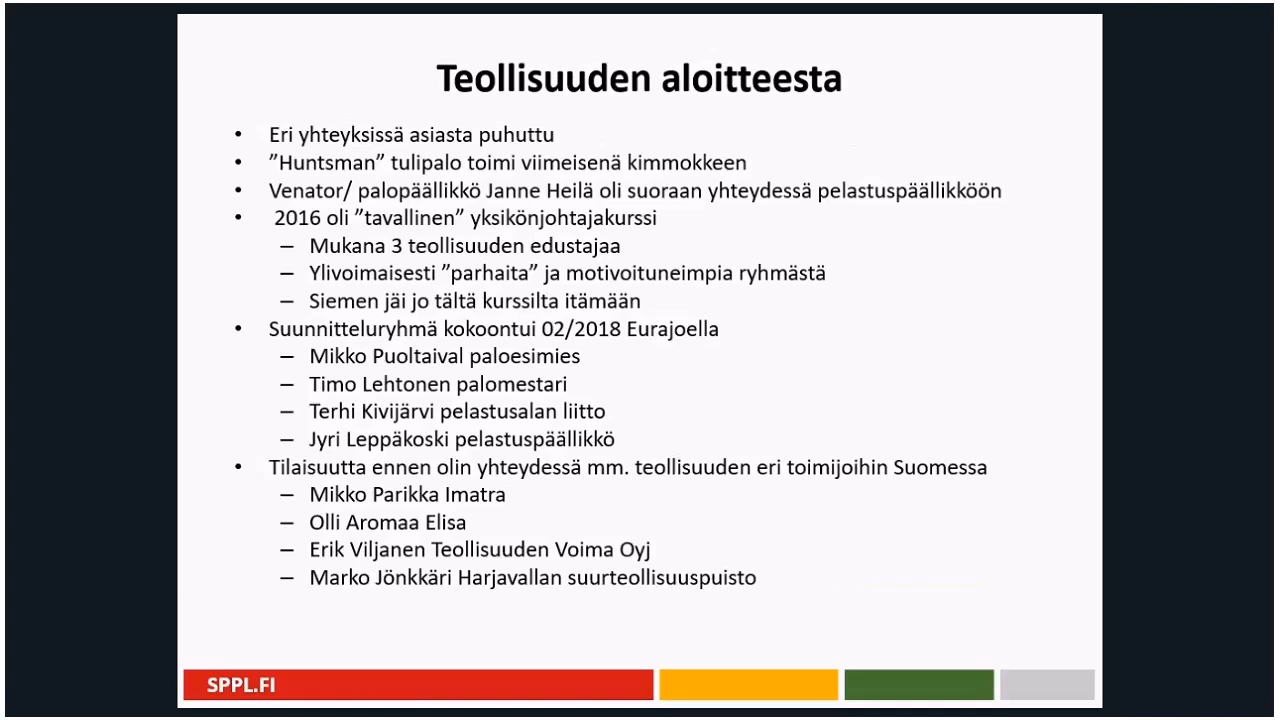 Teollisuuden aloitteesta
• Eri yhteyksissä asiasta puhuttu
• ”Huntsman” tulipalo toimi viimeisenä kimmokkeen
• Venator/ palopäällikkö Janne Heilä oli suoraan yhteydessä pelastuspäällikköön
• 2016 oli ”tavallinen” yksikönjohtajakurssi
– Mukana 3 teollisuuden edustajaa
– Ylivoimaisesti ”parhaita” ja motivoituneimpia ryhmästä
– Siemen jäi jo tältä kurssilta itämään
• Suunnitteluryhmä kokoontui 02/2018 Eurajoella
– Mikko Puoltaival paloesimies
– Timo Lehtonen palomestari
– Terhi Kivijärvi pelastusalan liitto
– Jyri Leppäkoski pelastuspäällikkö
• Tilaisuutta ennen olin yhteydessä mm. teollisuuden eri toimijoihin Suomessa
– Mikko Parikka Imatra
– Olli Aromaa Elisa
– Erik Viljanen Teollisuuden Voima Oyj
– Marko Jönkkäri Harjavallan suurteollisuuspuisto
SPPL.FI